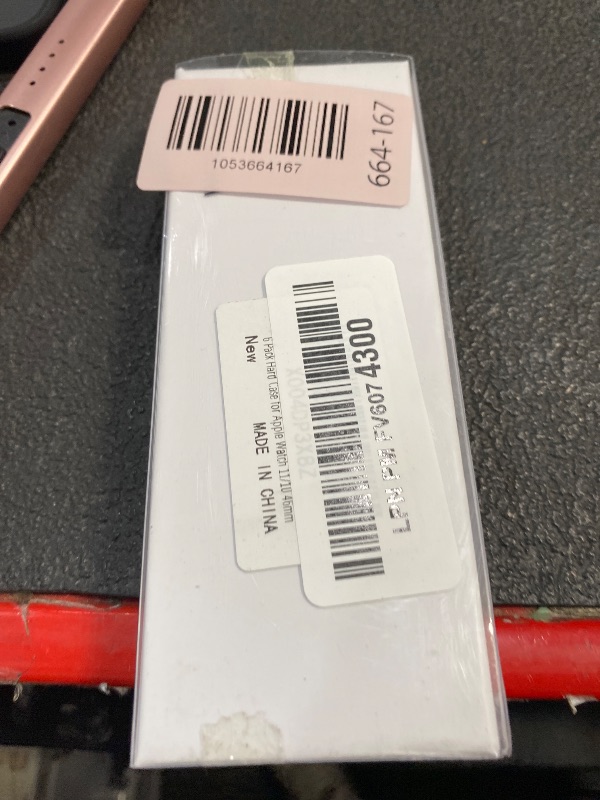 1053664167
664-167
6 Pack Hard Case for Apple Watch 11/10 46mm
New
MADE IN CHINA
4300